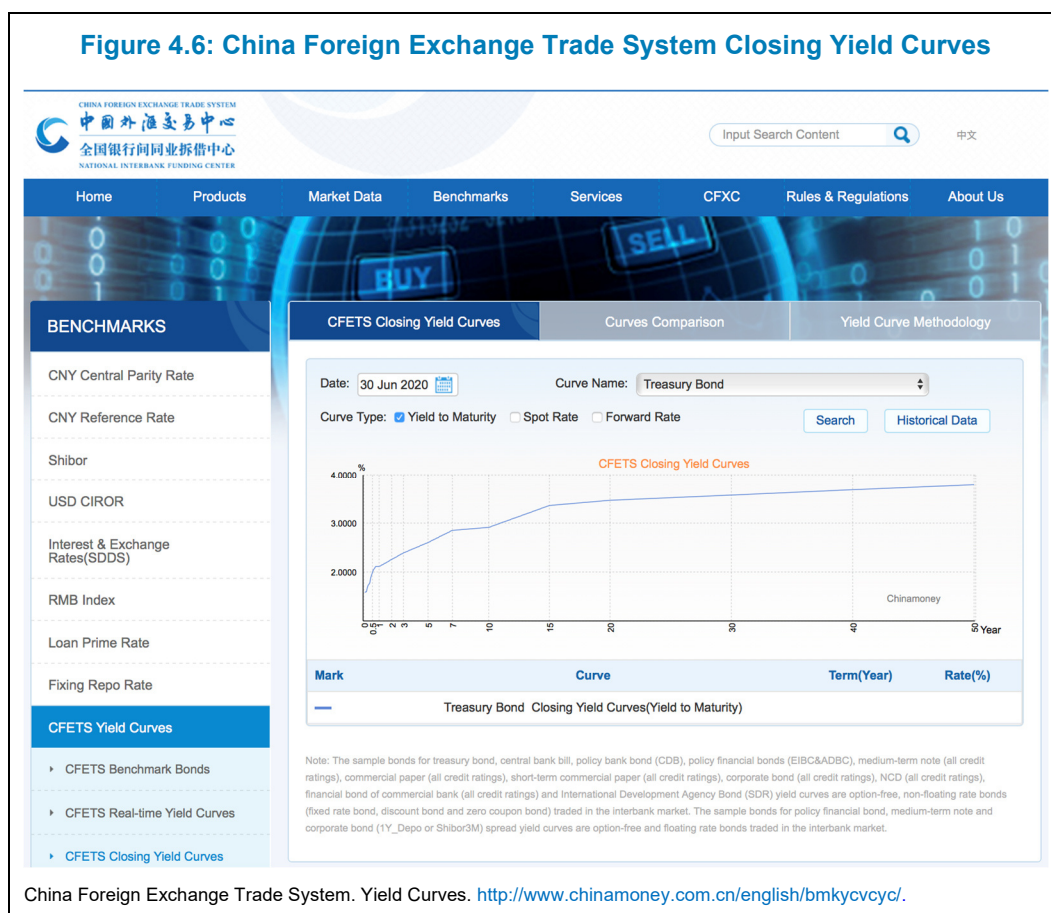 Figure 4.6: China Foreign Exchange Trade System Closing Yield Curves
CHINA FOREIGN EXCHANGE TRADE SYSTEM
中国外汇交易中心
全国银行间同业拆借中心
NATIONAL INTERBANK FUNDING CENTER
Input Search Content
中文
Home Products Market Data Benchmarks Services CFXC Rules & Regulations About Us
BUY
SELL
BENCHMARKS
CNY Central Parity Rate
CNY Reference Rate
Shibor
USD CIROR
Interest & Exchange
Rates(SDDS)
RMB Index
Loan Prime Rate
Fixing Repo Rate
CFETS Yield Curves
CFETS Benchmark Bonds
CFETS Real-time Yield Curves
CFETS Closing Yield Curves
CFETS Closing Yield Curves Curves Comparison Yield Curve Methodology
Date: 30 Jun 2020 Curve Name: Treasury Bond
Curve Type: Yield to Maturity Spot Rate Forward Rate Search Historical Data
CFETS Closing Yield Curves
%
4.0000
3.0000
2.0000
Chinamoney
0 0.5 1 2 3 5 7 10 15 20 30 40 50 Year
Mark Curve Term(Year) Rate(%)
Treasury Bond Closing Yield Curves(Yield to Maturity)
Note: The sample bonds for treasury bond, central bank bill, policy bank bond (CDB), policy financial bonds (EIBC&ADBC), medium-term note (all credit
ratings), commercial paper (all credit ratings), short-term commercial paper (all credit ratings), corporate bond (all credit ratings), NCD (all credit ratings),
financial bond of commercial bank (all credit ratings) and International Development Agency Bond (SDR) yield curves are option-free, non-floating rate bonds
(fixed rate bond, discount bond and zero coupon bond) traded in the interbank market. The sample bonds for policy financial bond, medium-term note and
corporate bond (1Y_Depo or Shibor3M) spread yield curves are option-free and floating rate bonds traded in the interbank market.
China Foreign Exchange Trade System. Yield Curves. http://www.chinamoney.com.cn/english/bmkycvcyc/.